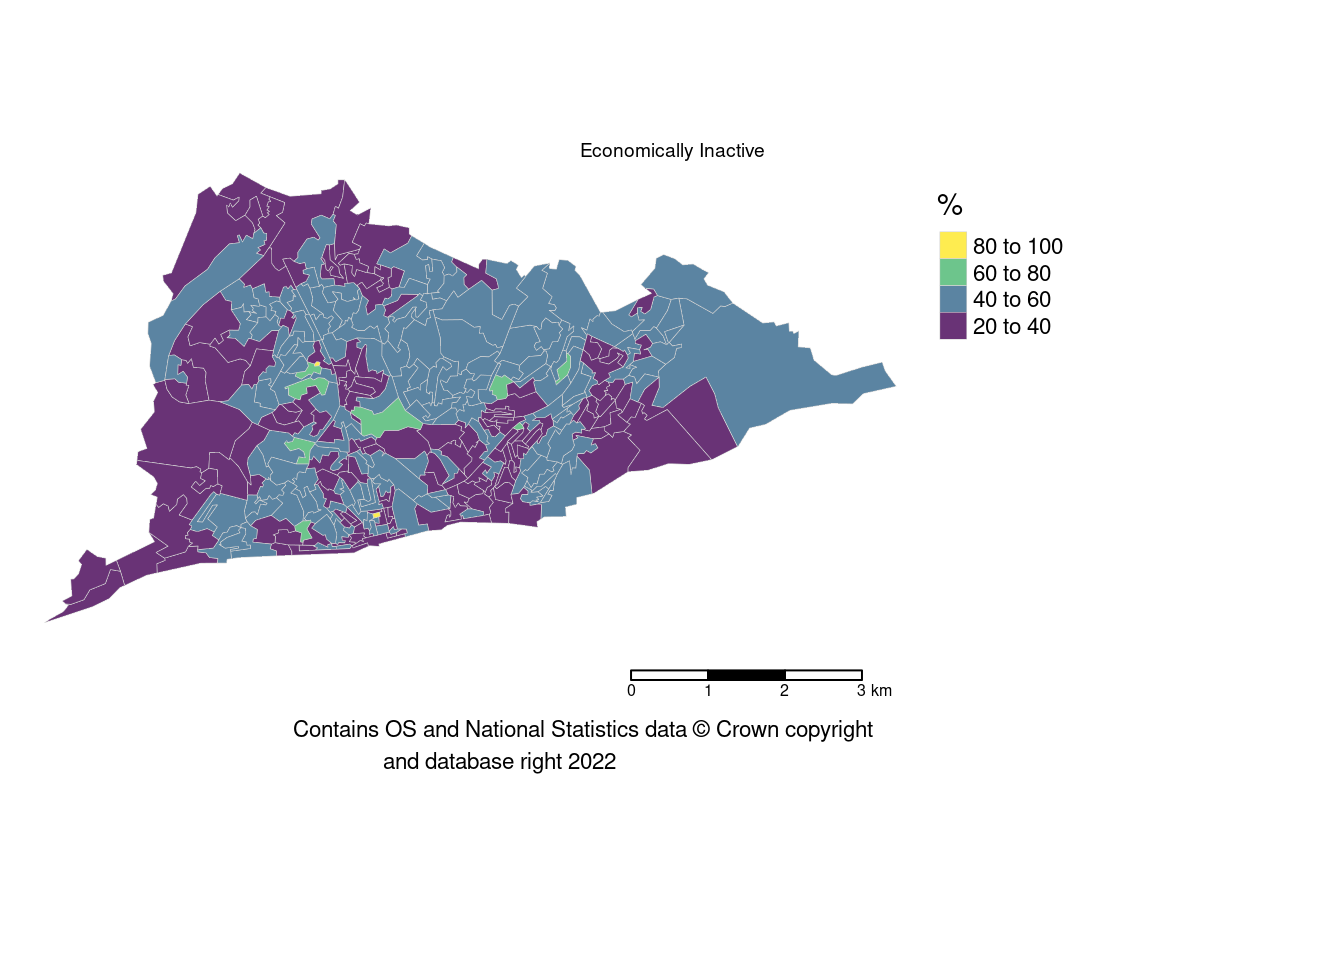 Economically Inactive
%
80 to 100
60 to 80
40 to 60
20 to 40
0 1 2 3 km
Contains OS and National Statistics data © Crown copyright
and database right 2022